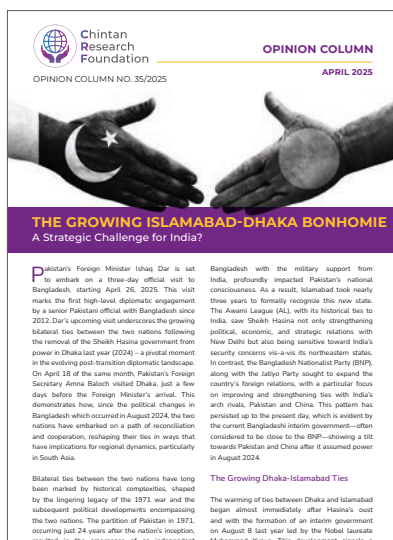 Chintan
Research
Foundation
OPINION COLUMN
APRIL 2025
OPINION COLUMN NO. 35/2025
THE GROWING ISLAMABAD-DHAKA BONHOMIE
A Strategic Challenge for India?
Pakistan's Foreign Minister Ishaq Dar is set
to embark on a three-day official visit to
Bangladesh, starting April 26, 2025. This visit
marks the first high-level diplomatic engagement
by a senior Pakistani official with Bangladesh since
2012. Dar's upcoming visit underscores the growing
bilateral ties between the two nations following
the removal of the Sheikh Hasina government from
power in Dhaka last year (2024) – a pivotal moment
in the evolving post-transition diplomatic landscape.
On April 18 of the same month, Pakistan's Foreign
Secretary Amna Baloch visited Dhaka, just a few
days before the Foreign Minister's arrival. This
demonstrates how, since the political changes in
Bangladesh which occurred in August 2024, the two
nations have embarked on a path of reconciliation
and cooperation, reshaping their ties in ways that
have implications for regional dynamics, particularly
in South Asia.
Bilateral ties between the two nations have long
been marked by historical complexities, shaped
by the lingering legacy of the 1971 war and the
subsequent political developments encompassing
the two nations. The partition of Pakistan in 1971,
occurring just 24 years after the nation's inception,
Bangladesh with the military support from
India, profoundly impacted Pakistan's national
consciousness. As a result, Islamabad took nearly
three years to formally recognize this new state.
The Awami League (AL), with its historical ties to
India, saw Sheikh Hasina not only strengthening
political, economic, and strategic relations with
New Delhi but also being sensitive toward India's
security concerns vis-a-vis its northeastern states.
In contrast, the Bangladesh Nationalist Party (BNP),
along with the Jatiyo Party sought to expand the
country's foreign relations, with a particular focus
on improving and strengthening ties with India's
arch rivals, Pakistan and China. This pattern has
persisted up to the present day, which is evident by
the current Bangladeshi interim government—often
considered to be close to the BNP—showing a tilt
towards Pakistan and China after it assumed power
in August 2024.
The Growing Dhaka-Islamabad Ties
The warming of ties between Dhaka and Islamabad
began almost immediately after Hasina's oust
and with the formation of an interim government
on August 8 last year led by the Nobel laureate